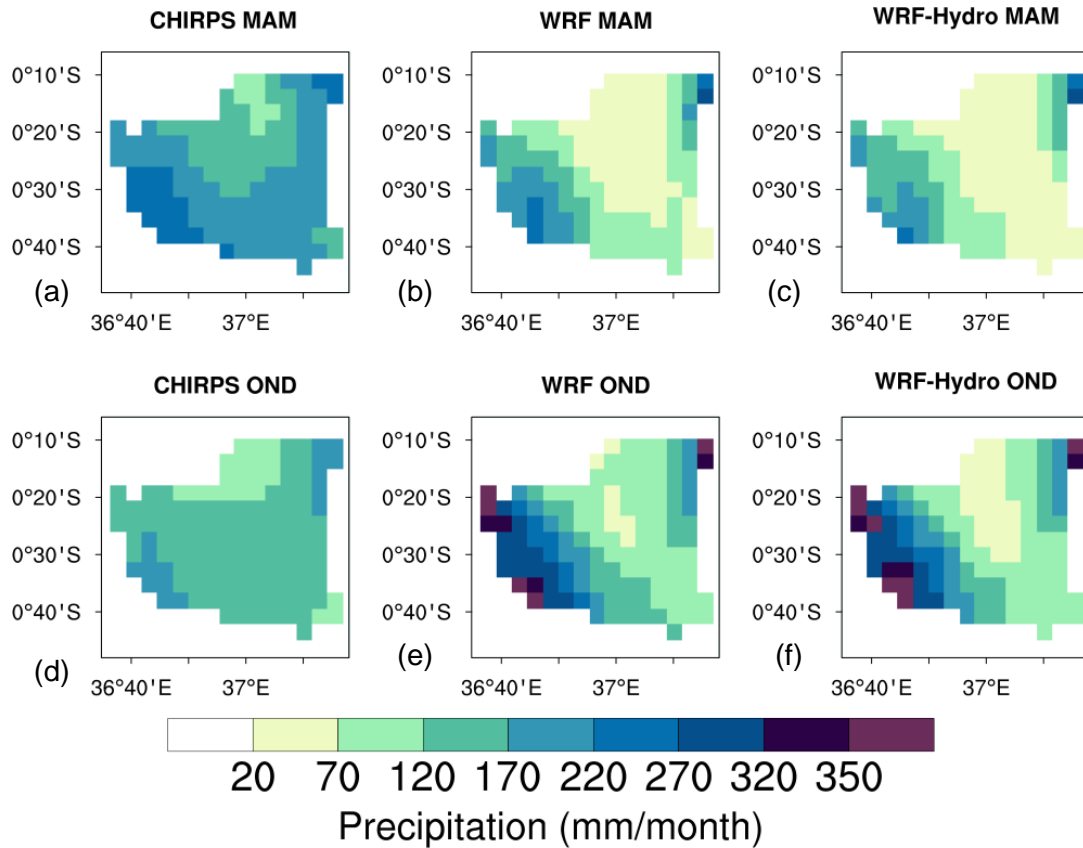 CHIRPS MAM
WRF MAM
WRF-Hydro MAM
0°10'S
0°20'S
0°30'S
0°40'S
(a)
36°40'E 37°E
0°10'S
0°20'S
0°30'S
0°40'S
(b)
36°40'E 37°E
0°10'S
0°20'S
0°30'S
0°40'S
(c)
36°40'E 37°E
CHIRPS OND
WRF OND
WRF-Hydro OND
0°10'S
0°20'S
0°30'S
0°40'S
(d)
36°40'E 37°E
0°10'S
0°20'S
0°30'S
0°40'S
(e)
36°40'E 37°E
0°10'S
0°20'S
0°30'S
0°40'S
(f)
36°40'E 37°E
20 70 120 170 220 270 320 350
Precipitation (mm/month)